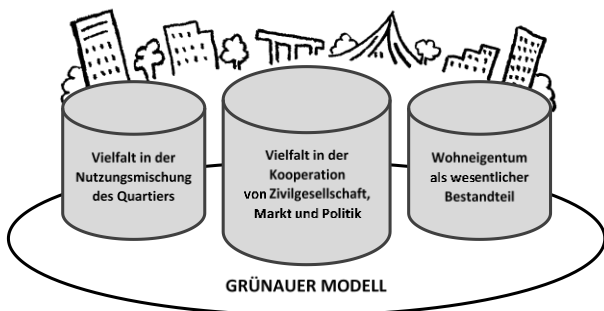 Vielfalt in der
Nutzungsmischung
des Quartiers
Vielfalt in der
Kooperation
von Zivilgesellschaft,
Markt und Politik
Wohneigentum
als wesentlicher
Bestandteil
GRÜNAUER MODELL